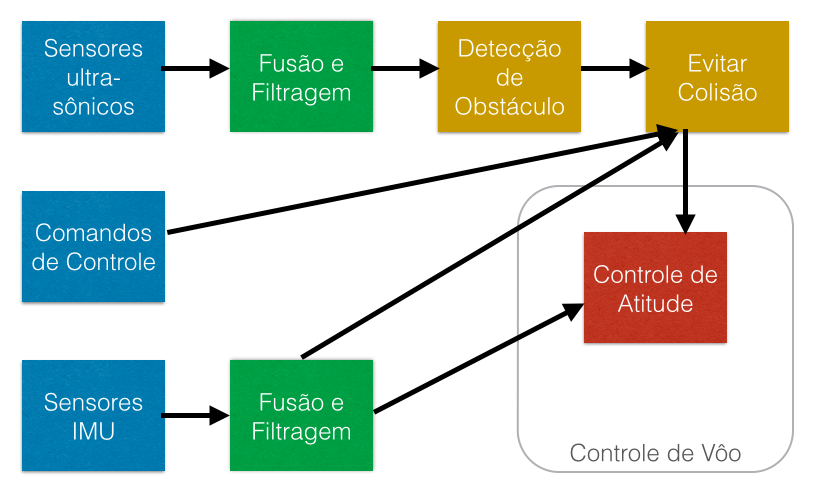 Sensores
ultra-
sônicos
Fusão e
Filtragem
Detecção
de
Obstáculo
Evitar
Colisão
Comandos
de Controle
Controle de
Atitude
Sensores
IMU
Fusão e
Filtragem
Controle de Vôo